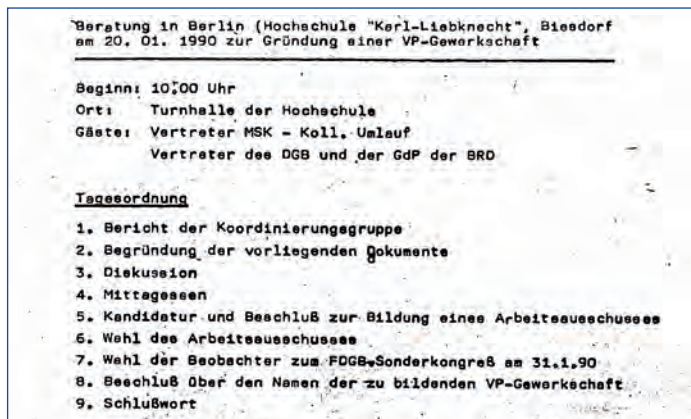 Beratung in Berlin (Hochschule "Karl-Liebknecht", Biesdorf
am 20. 01. 1990 zur Gründung einer VP-Gewerkschaft
Beginn: 10.00 Uhr
Ort: Turnhalle der Hochschule
Gäste: Vertreter MSK - Koll. Umlauf
Vertreter des DGB und der GdP der BRD
Tagesordnung
1. Bericht der Koordinierungsgruppe
2. Begründung der vorliegenden Dokumente
3. Diskussion
4. Mittagessen
5. Kandidatur und Beschluß zur Bildung eines Arbeitsausschusses
6. Wahl des Arbeitsausschusses
7. Wahl der Beobachter zum FDGB-Sonderkongreß am 31.1.90
8. Beschluß über den Namen der zu bildenden VP-Gewerkschaft
9. Schlußwort